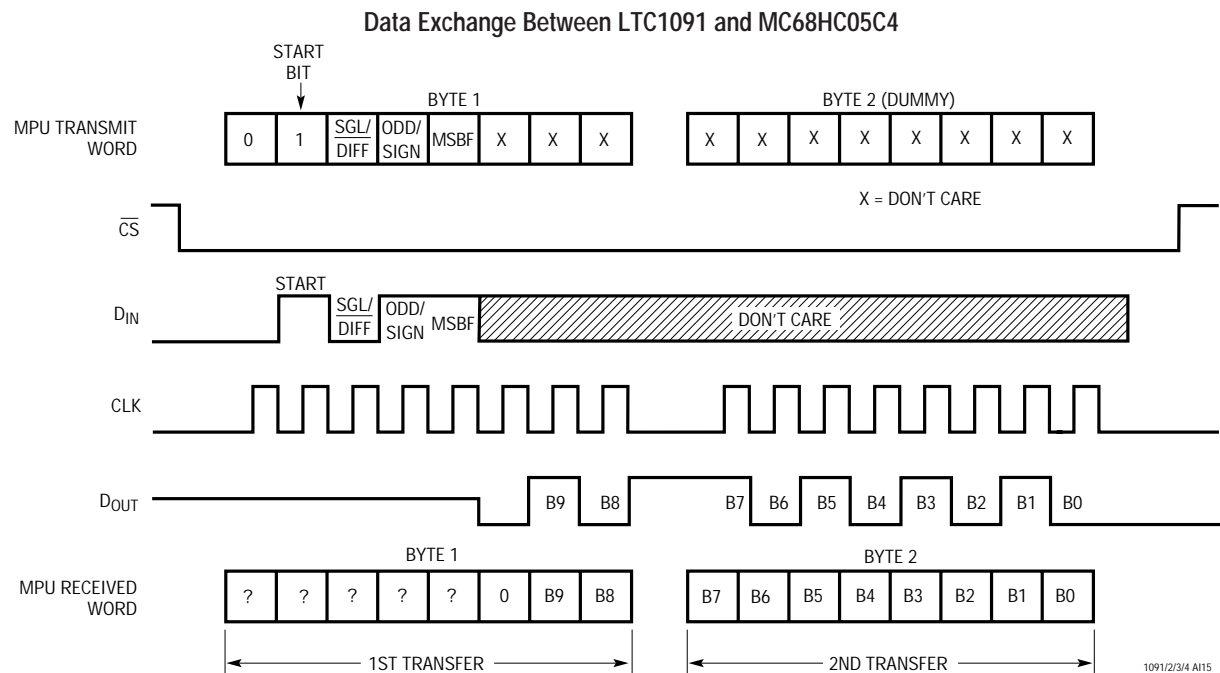 Data Exchange Between LTC1091 and MC68HC05C4
START
BIT
BYTE 1
BYTE 2 (DUMMY)
MPU TRANSMIT
WORD
0 1 SGL/DIFF ODD/SIGN MSBF X X X
X X X X X X X X
X = DON'T CARE
CS
START
DIN
SGL/DIFF ODD/SIGN MSBF
DON'T CARE
CLK
DOUT
B9 B8 B7 B6 B5 B4 B3 B2 B1 B0
BYTE 1
BYTE 2
MPU RECEIVED
WORD
? ? ? ? ? 0 B9 B8
B7 B6 B5 B4 B3 B2 B1 B0
1ST TRANSFER
2ND TRANSFER
1091/2/3/4 AI15